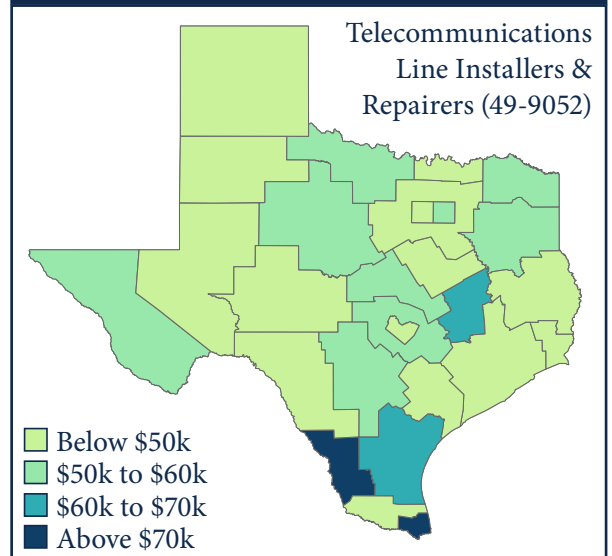 Telecommunications
Line Installers &
Repairers (49-9052)
Below $50k
$50k to $60k
$60k to $70k
Above $70k